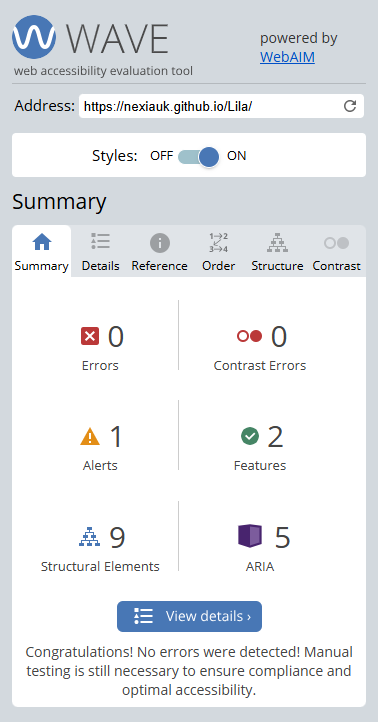 WAVE
web accessibility evaluation tool
powered by
WebAIM
Address: https://nexiauk.github.io/Lila/
Styles: OFF ON
Summary
Summary Details Reference Order Structure Contrast
0
Errors
0
Contrast Errors
1
Alerts
2
Features
9
Structural Elements
5
ARIA
View details ›
Congratulations! No errors were detected! Manual
testing is still necessary to ensure compliance and
optimal accessibility.